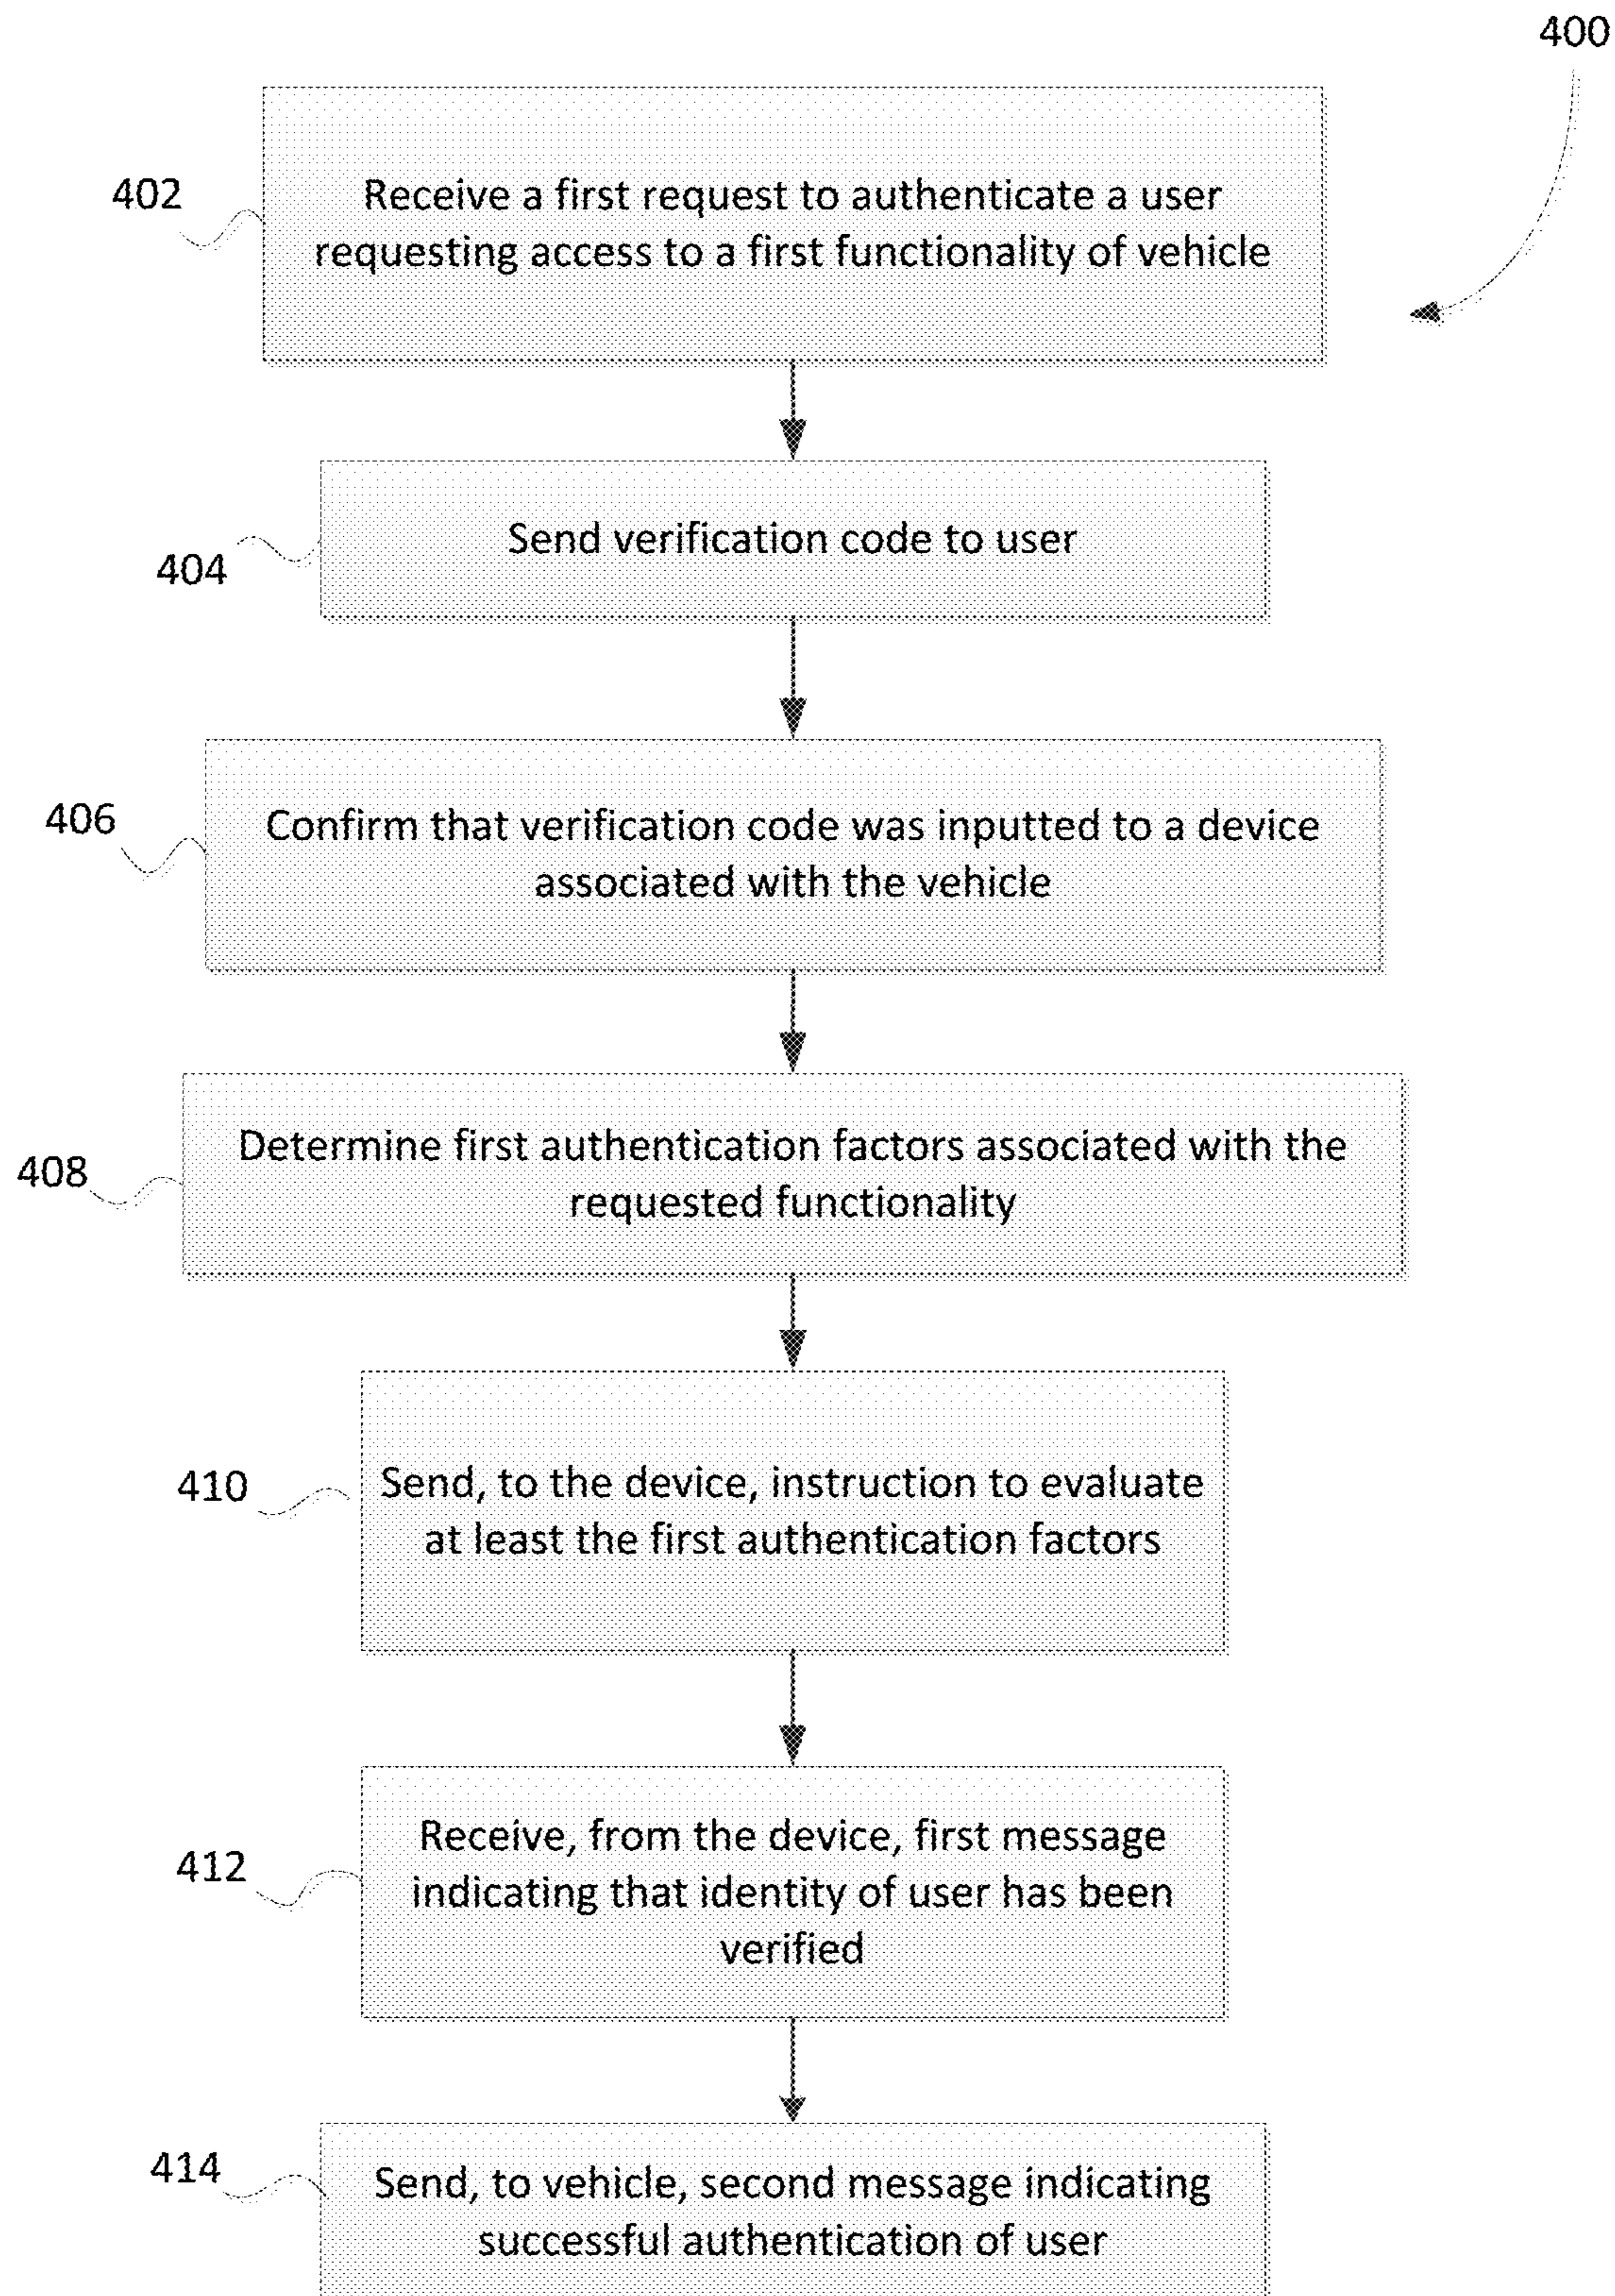 400
402
Receive a first request to authenticate a user
requesting access to a first functionality of vehicle
404
Send verification code to user
406
Confirm that verification code was inputted to a device
associated with the vehicle
408
Determine first authentication factors associated with the
requested functionality
410
Send, to the device, instruction to evaluate
at least the first authentication factors
412
Receive, from the device, first message
indicating that identity of user has been
verified
414
Send, to vehicle, second message indicating
successful authentication of user